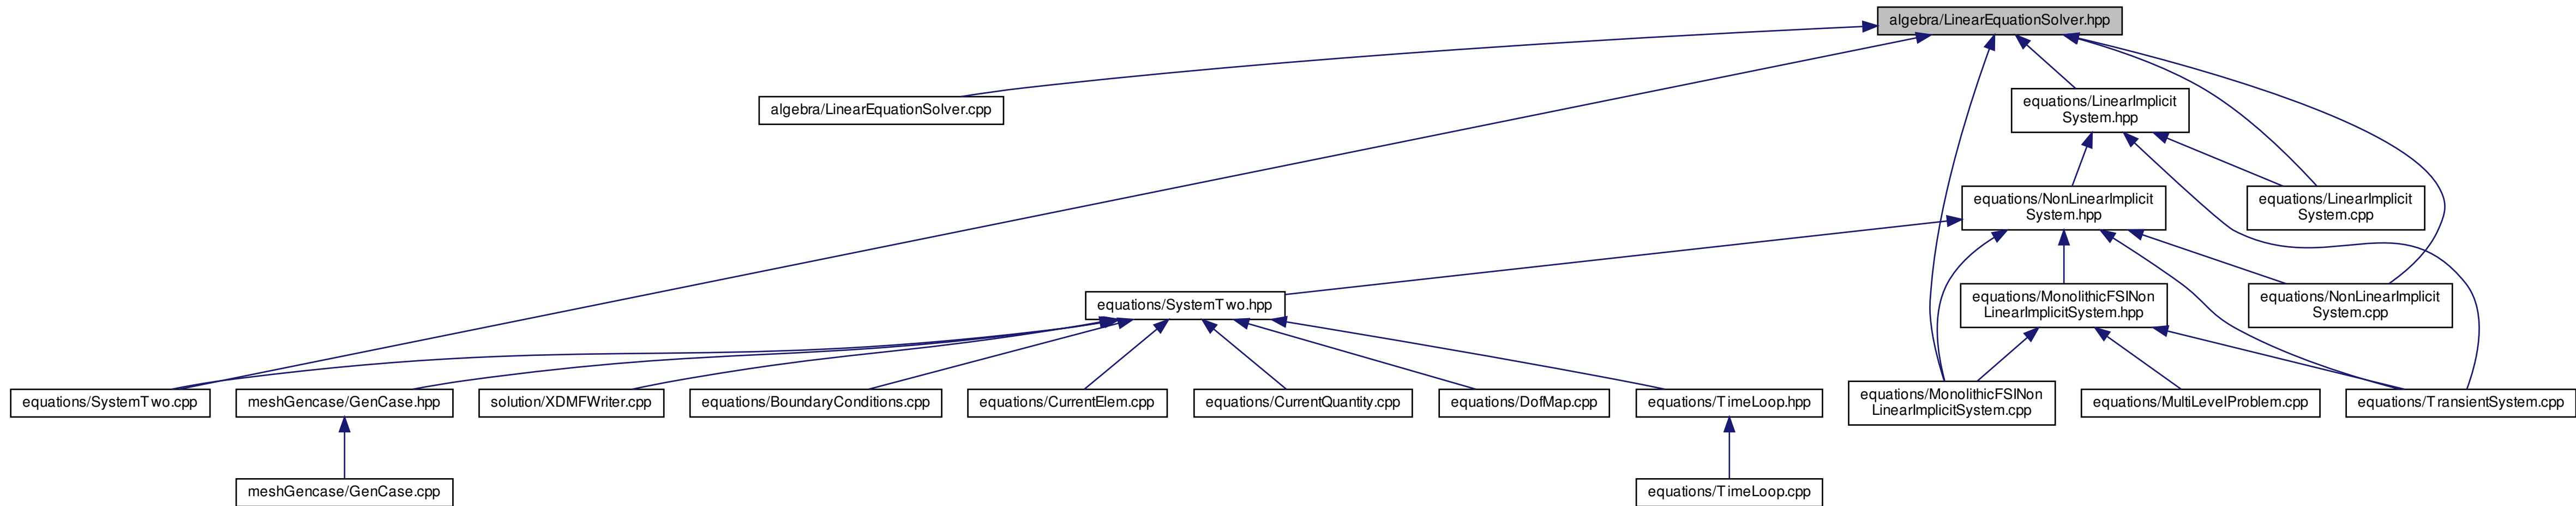 algebra/LinearEquationSolver.hpp
algebra/LinearEquationSolver.cpp
equations/LinearImplicit
System.hpp
equations/NonLinearImplicit
System.hpp
equations/LinearImplicit
System.cpp
equations/SystemTwo.hpp
equations/MonolithicFSINon
LinearImplicitSystem.hpp
equations/NonLinearImplicit
System.cpp
equations/SystemTwo.cpp
meshGencase/GenCase.hpp
solution/XDMFWriter.cpp
equations/BoundaryConditions.cpp
equations/CurrentElem.cpp
equations/CurrentQuantity.cpp
equations/DofMap.cpp
equations/TimeLoop.hpp
equations/MonolithicFSINon
LinearImplicitSystem.cpp
equations/MultiLevelProblem.cpp
equations/TransientSystem.cpp
meshGencase/GenCase.cpp
equations/TimeLoop.cpp